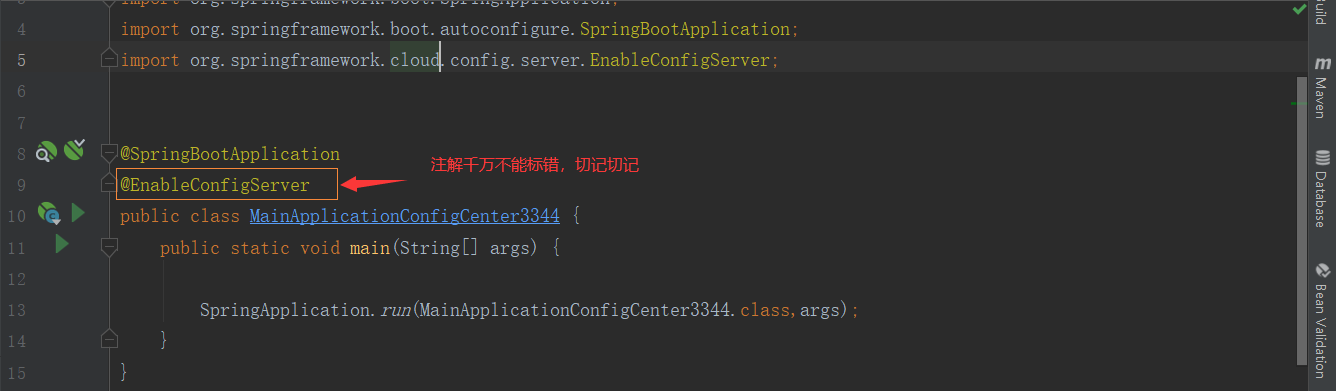 import org.springframework.boot.SpringApplication;
4 import org.springframework.boot.autoconfigure.SpringBootApplication;
5 import org.springframework.cloud.config.server.EnableConfigServer;
6
7
8 @SpringBootApplication
注解千万不能标错，切记切记
9 @EnableConfigServer
10 public class MainApplicationConfigCenter3344 {
11 public static void main(String[] args) {
12
13 SpringApplication.run(MainApplicationConfigCenter3344.class,args);
14 }
15 }
Maven
Database
Bean Validation